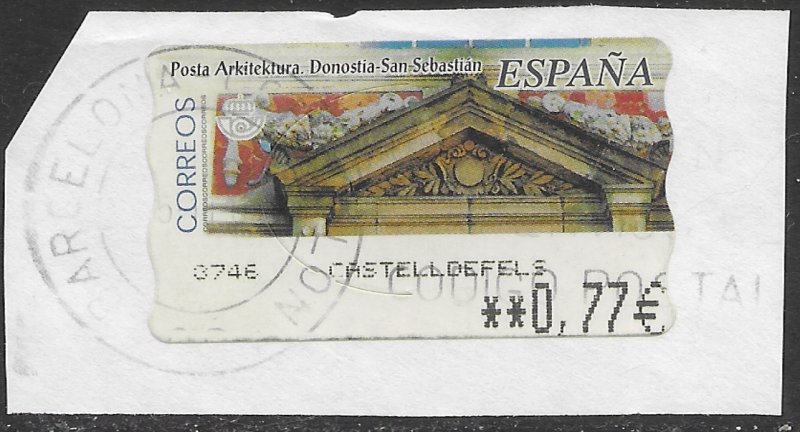 Posta Arkitektura. Donostia-San Sebastián
ESPAÑA
CORREOS
0746 CASTELLDEFELS
**0,77€
BARCELONA
CODIGO POSTAL